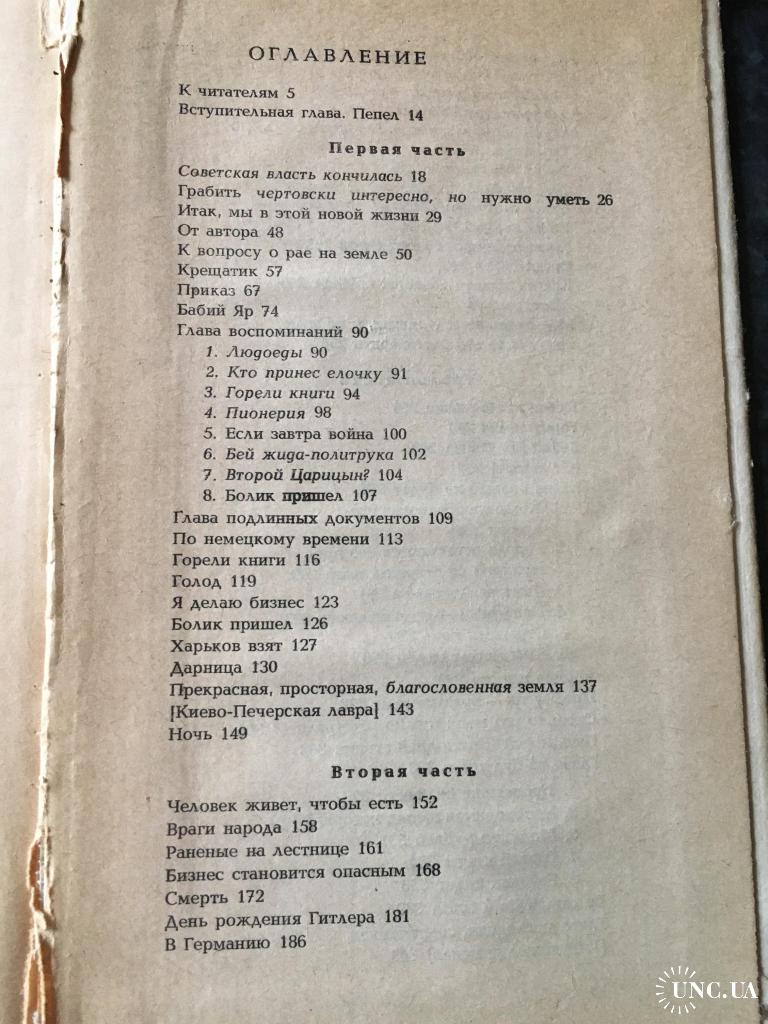 ОГЛАВЛЕНИЕ
К читателям 5
Вступительная глава. Пепел 14
Первая часть
Советская власть кончилась 18
Грабить чертовски интересно, но нужно уметь 26
Итак, мы в этой новой жизни 29
От автора 48
К вопросу о рае на земле 50
Крещатик 57
Приказ 67
Бабий Яр 74
Глава воспоминаний 90
1. Людоеды 90
2. Кто принес елочку 91
3. Горели книги 94
4. Пионерия 98
5. Если завтра война 100
6. Бей жида-политрука 102
7. Второй Царицын? 104
8. Болик пришел 107
Глава подлинных документов 109
По немецкому времени 113
Горели книги 116
Голод 119
Я делаю бизнес 123
Болик пришел 126
Харьков взят 127
Дарница 130
Прекрасная, просторная, благословенная земля 137
[Киево-Печерская лавра] 143
Ночь 149
Вторая часть
Человек живет, чтобы есть 152
Враги народа 158
Раненые на лестнице 161
Бизнес становится опасным 168
Смерть 172
День рождения Гитлера 181
В Германию 186
UNC.UA